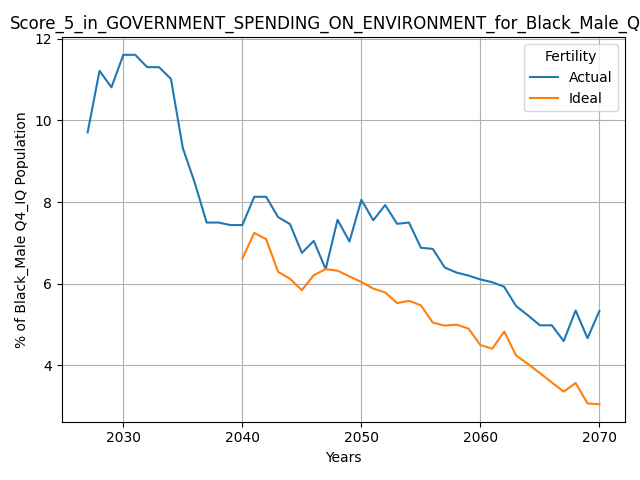 Score_5_in_GOVERNMENT_SPENDING_ON_ENVIRONMENT_for_Black_Male_Q
Fertility
Actual
Ideal
% of Black_Male Q4_IQ Population
12
10
8
6
4
2030 2040 2050 2060 2070
Years